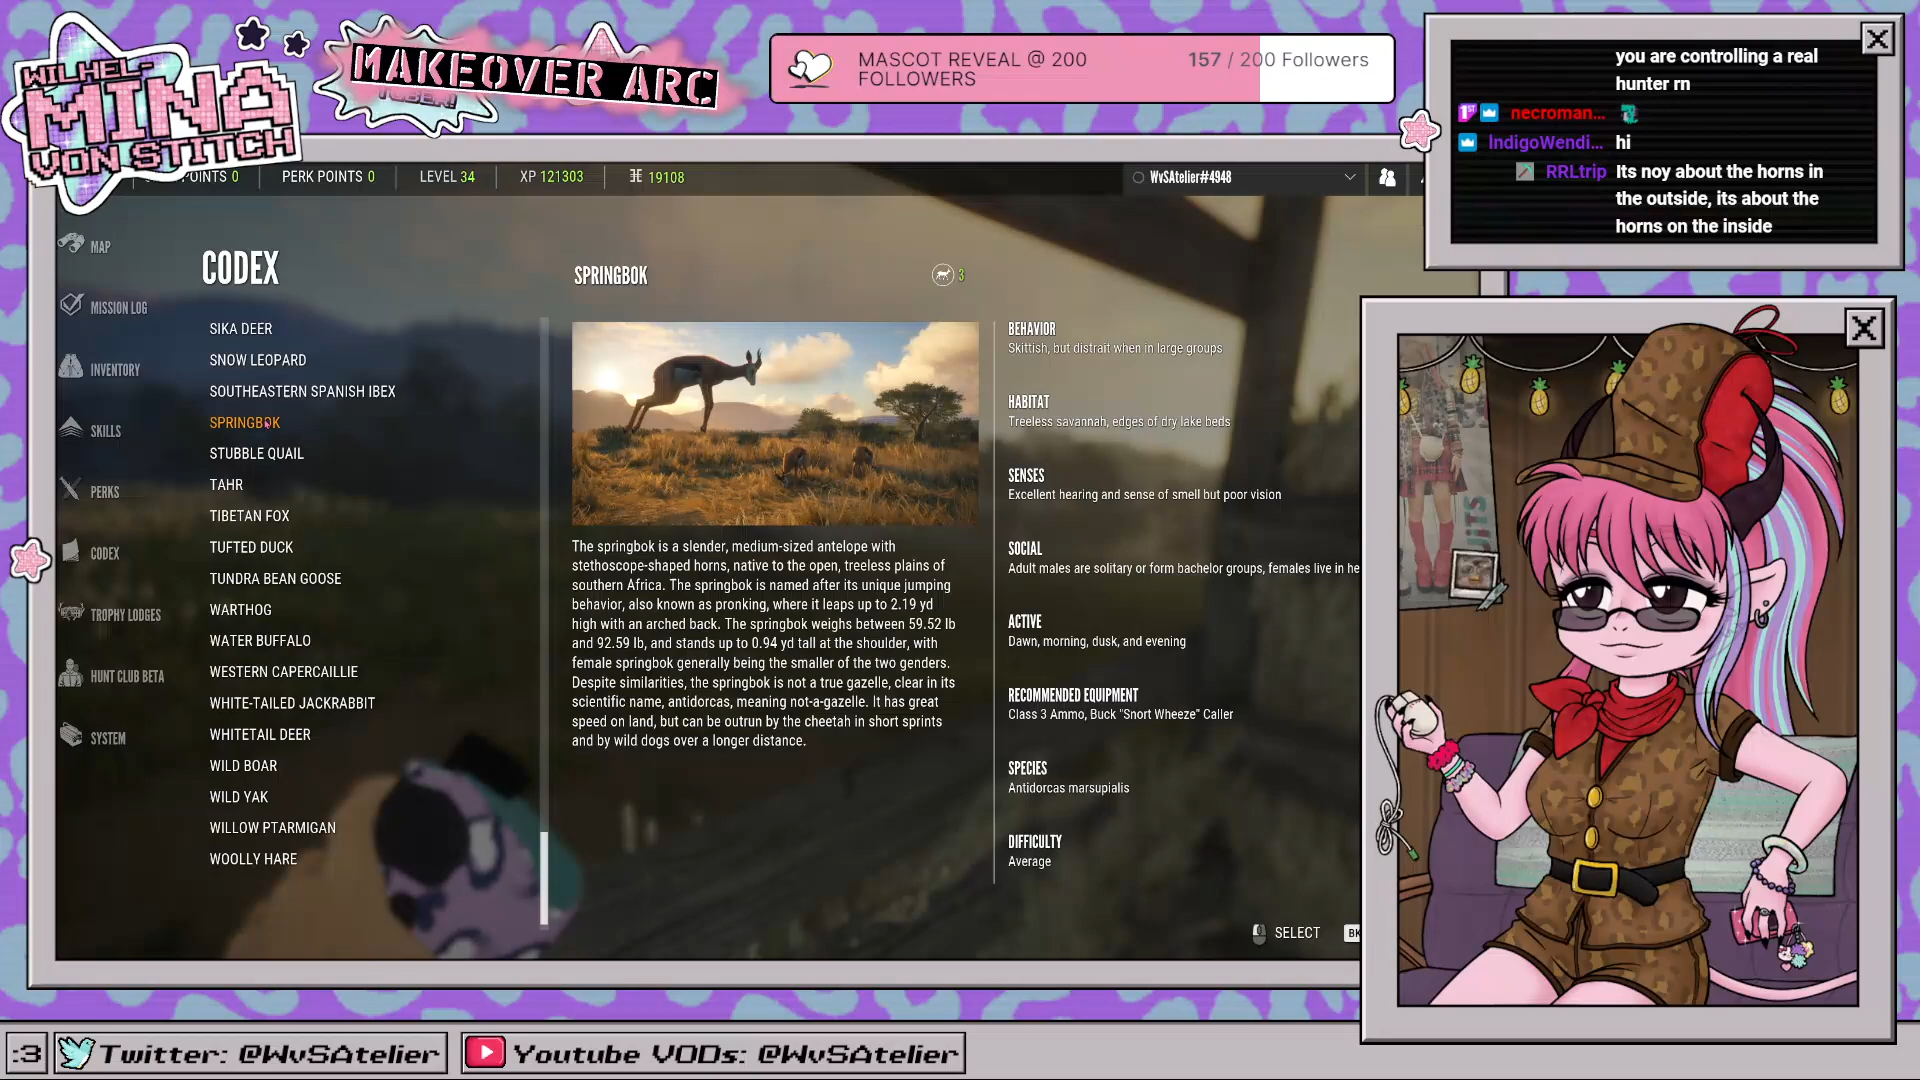 WILHEL-
MINA
VON STITCH
MAKEOVER ARC
MASCOT REVEAL @ 200
FOLLOWERS
157 / 200 Followers
you are controlling a real
hunter rn
necroman...
IndigoWendi... hi
RRLtrip Its noy about the horns in
the outside, its about the
horns on the inside
POINTS 0
PERK POINTS 0
LEVEL 34
XP 121303
19108
WvSAtelier#4948
MAP
MISSION LOG
INVENTORY
SKILLS
PERKS
CODEX
TROPHY LODGES
HUNT CLUB BETA
SYSTEM
CODEX
SIKA DEER
SNOW LEOPARD
SOUTHEASTERN SPANISH IBEX
SPRINGBOK
STUBBLE QUAIL
TAHR
TIBETAN FOX
TUFTED DUCK
TUNDRA BEAN GOOSE
WARTHOG
WATER BUFFALO
WESTERN CAPERCAILLIE
WHITE-TAILED JACKRABBIT
WHITETAIL DEER
WILD BOAR
WILD YAK
WILLOW PTARMIGAN
WOOLLY HARE
SPRINGBOK
3
The springbok is a slender, medium-sized antelope with
stethoscope-shaped horns, native to the open, treeless plains of
southern Africa. The springbok is named after its unique jumping
behavior, also known as pronking, where it leaps up to 2.19 yd
high with an arched back. The springbok weighs between 59.52 lb
and 92.59 lb, and stands up to 0.94 yd tall at the shoulder, with
female springbok generally being the smaller of the two genders.
Despite similarities, the springbok is not a true gazelle, clear in its
scientific name, antidorcas, meaning not-a-gazelle. It has great
speed on land, but can be outrun by the cheetah in short sprints
and by wild dogs over a longer distance.
BEHAVIOR
Skittish, but distrait when in large groups
HABITAT
Treeless savannah, edges of dry lake beds
SENSES
Excellent hearing and sense of smell but poor vision
SOCIAL
Adult males are solitary or form bachelor groups, females live in he
ACTIVE
Dawn, morning, dusk, and evening
RECOMMENDED EQUIPMENT
Class 3 Ammo, Buck "Snort Wheeze" Caller
SPECIES
Antidorcas marsupialis
DIFFICULTY
Average
SELECT
BK
:3
Twitter: @WvSAtelier
Youtube VODs: @WvSAtelier